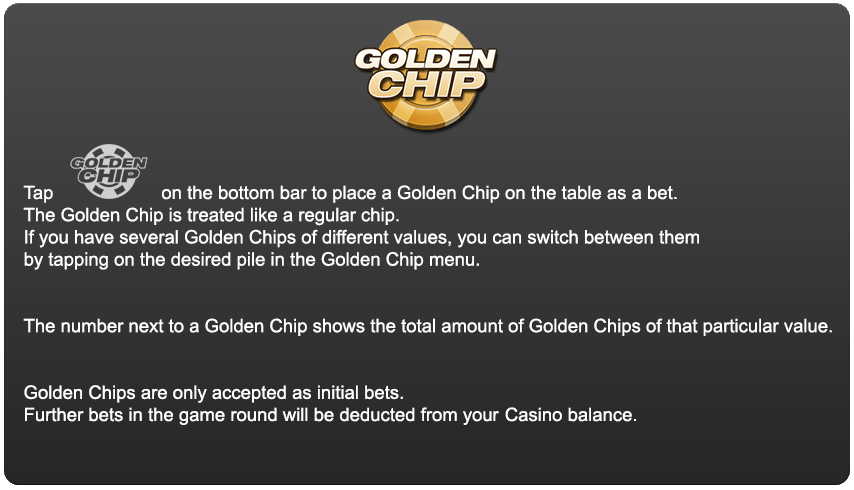 GOLDEN
CHIP
GOLDEN
CHIP
Tap on the bottom bar to place a Golden Chip on the table as a bet.
The Golden Chip is treated like a regular chip.
If you have several Golden Chips of different values, you can switch between them
by tapping on the desired pile in the Golden Chip menu.
The number next to a Golden Chip shows the total amount of Golden Chips of that particular value.
Golden Chips are only accepted as initial bets.
Further bets in the game round will be deducted from your Casino balance.